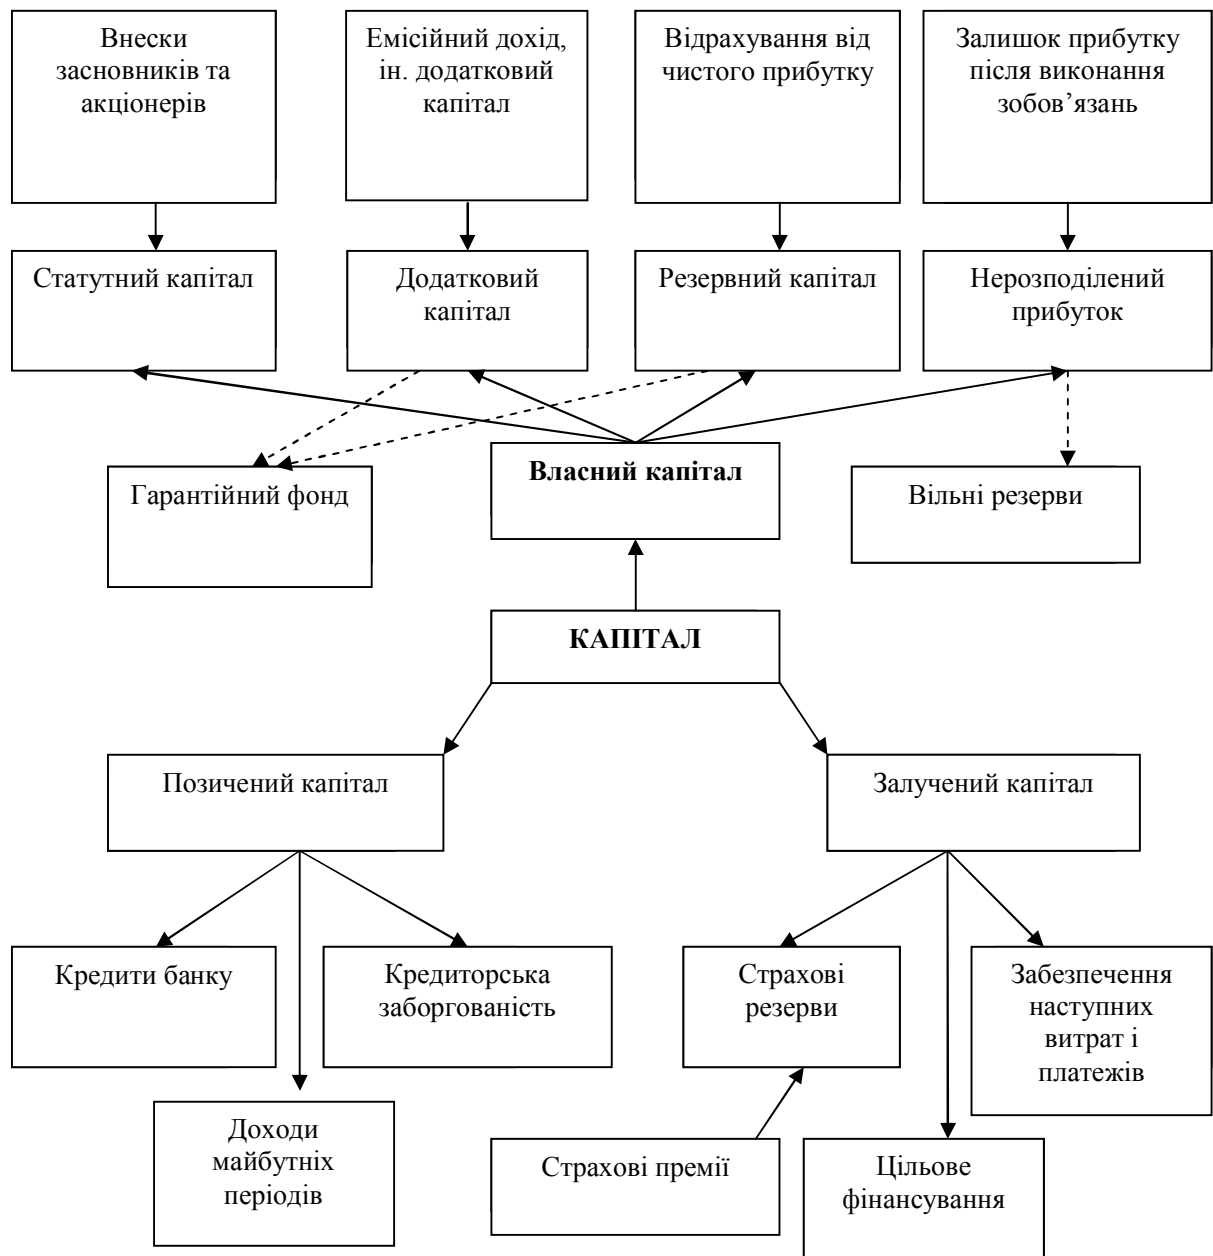 Внески
засновників та
акціонерів
Емісійний дохід,
ін. додатковий
капітал
Відрахування від
чистого прибутку
Залишок прибутку
після виконання
зобов’язань
Статутний капітал
Додатковий
капітал
Резервний капітал
Нерозподілений
прибуток
Гарантійний фонд
Власний капітал
Вільні резерви
КАПІТАЛ
Позичений капітал
Залучений капітал
Кредити банку
Кредиторська
заборгованість
Страхові
резерви
Забезпечення
наступних
витрат і
платежів
Доходи
майбутніх
періодів
Страхові премії
Цільове
фінансування